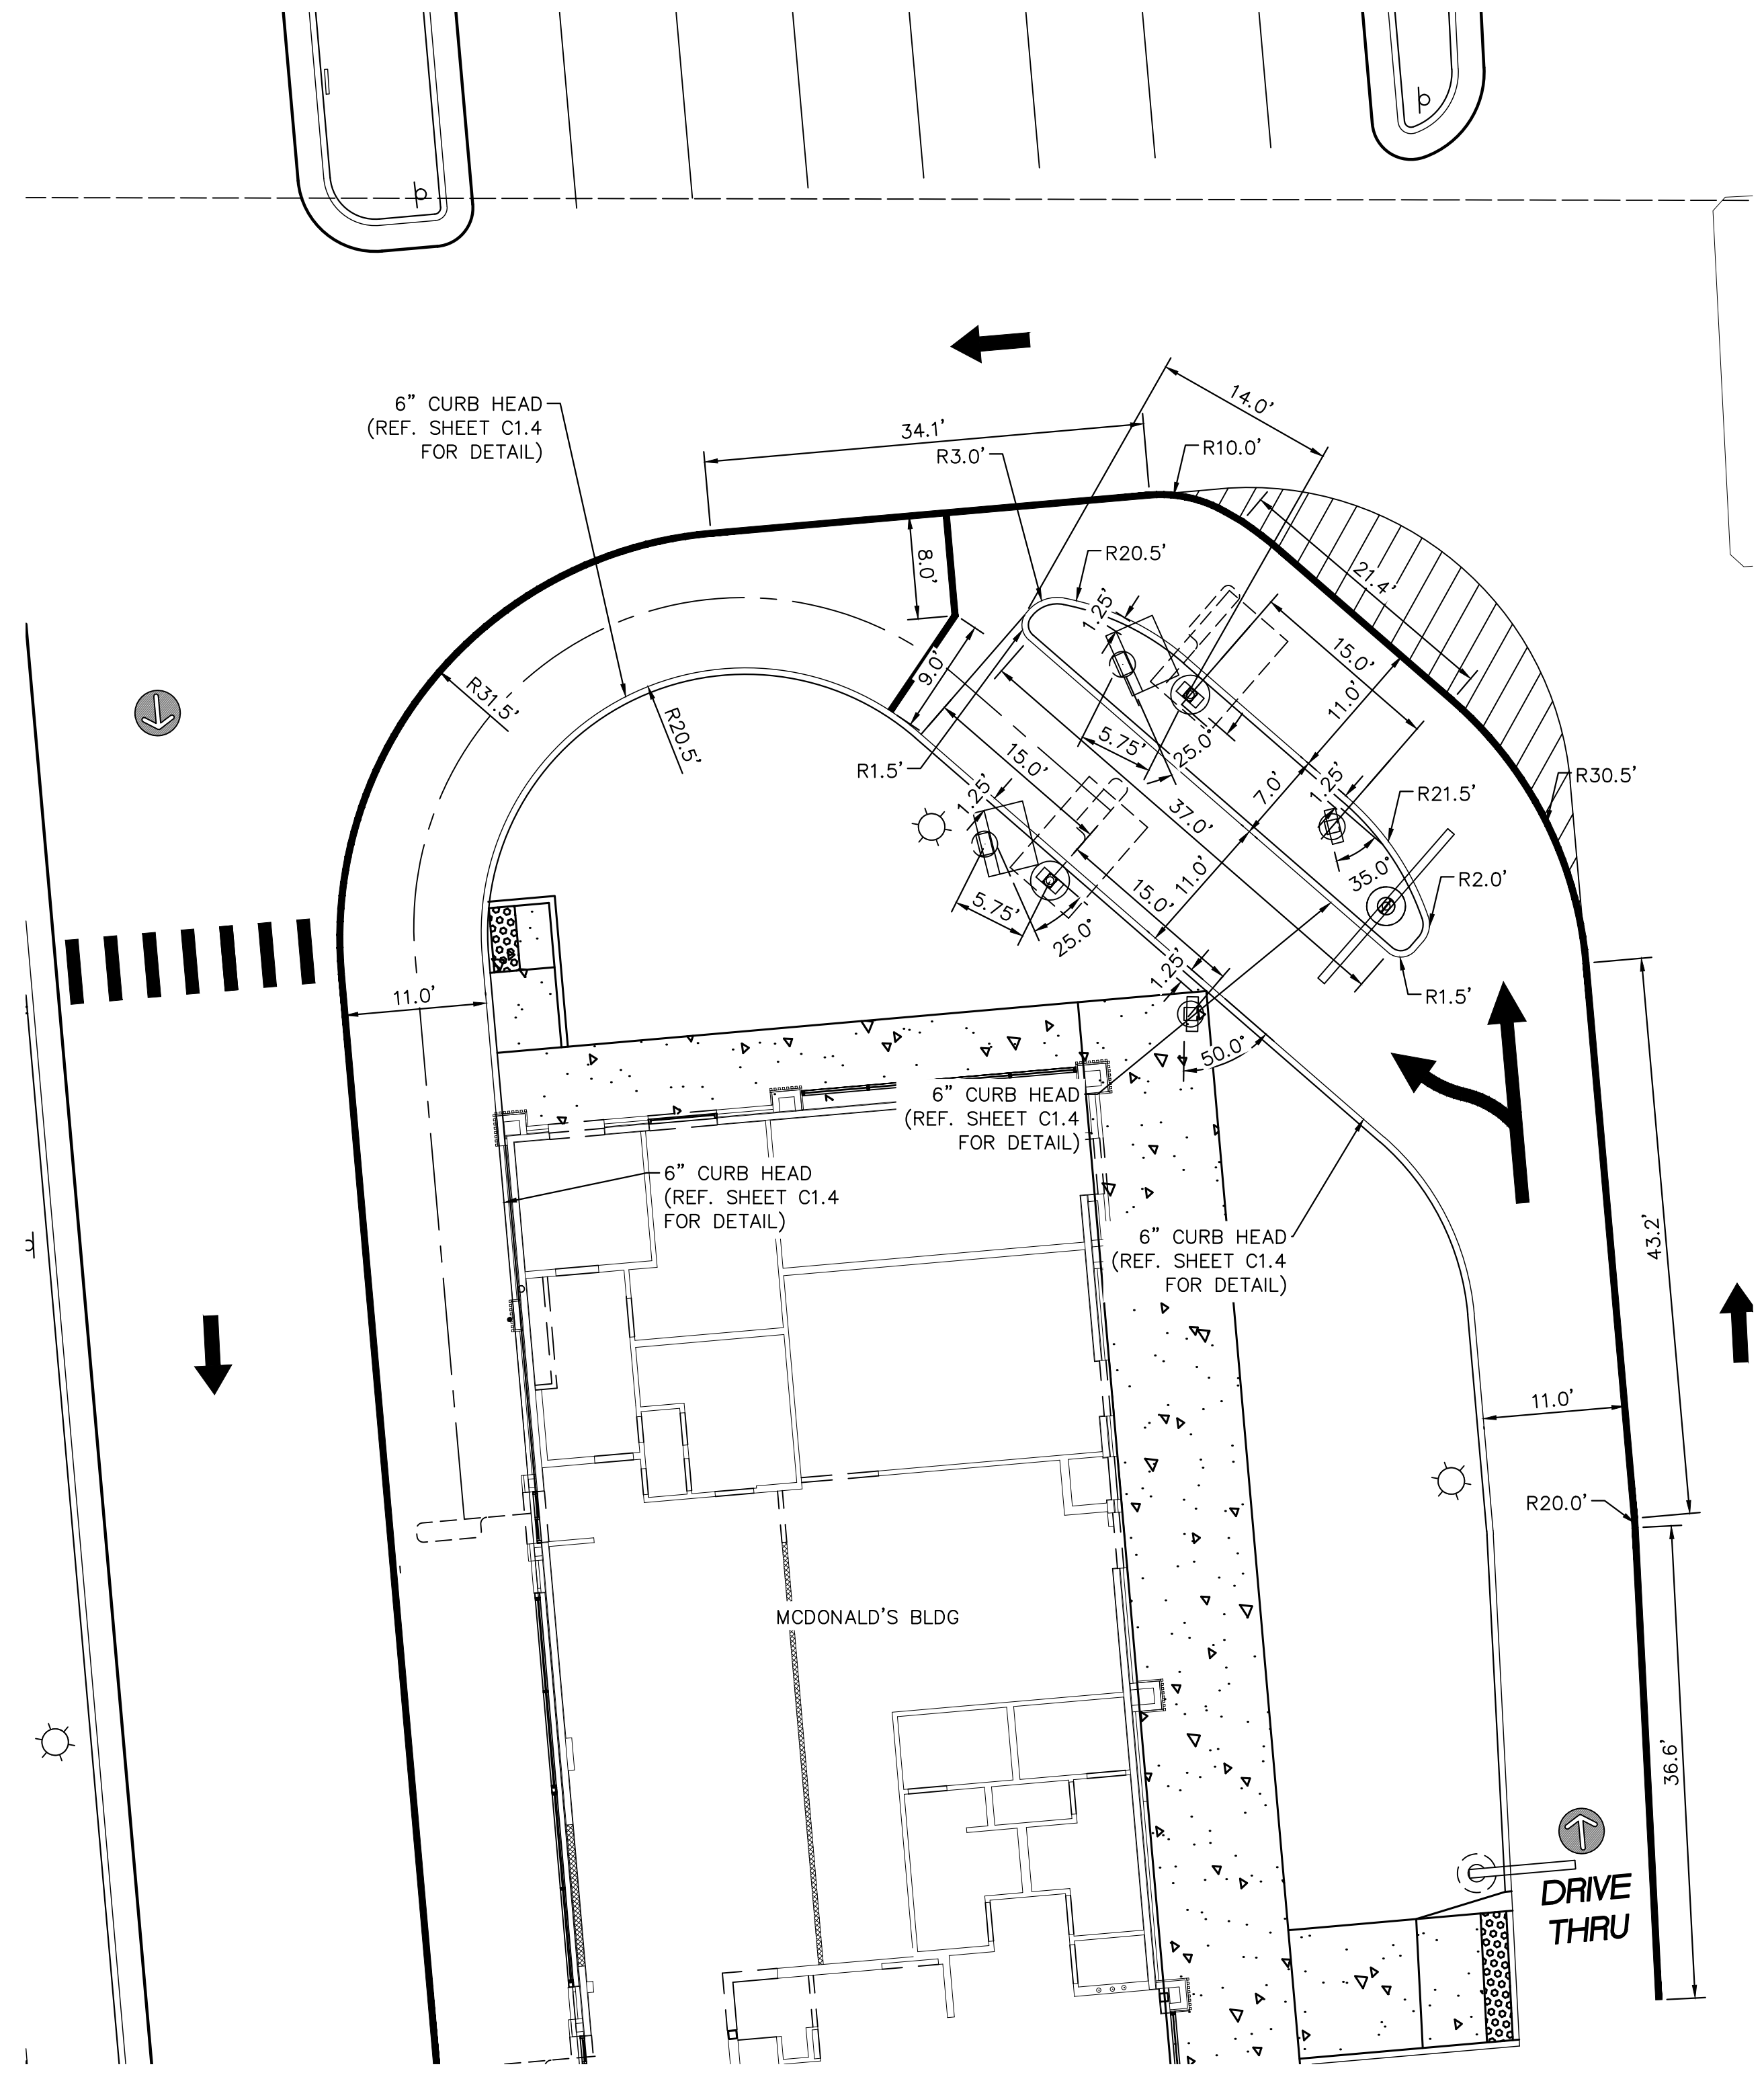 14.0'
6" CURB HEAD
(REF. SHEET C1.4
FOR DETAIL)
34.1'
R3.0'
R10.0'
8.0'
R20.5'
1.25'
21.4'
9.0'
15.0'
11.0'
R31.5'
R20.5'
R1.5'
15.0'
5.75'
25.0°
1.25'
37.0'
7.0'
1.25'
R21.5'
R30.5'
35.0°
R2.0'
5.75'
25.0°
15.0'
11.0'
1.25'
R1.5'
11.0'
50.0°
6" CURB HEAD
(REF. SHEET C1.4
FOR DETAIL)
6" CURB HEAD
(REF. SHEET C1.4
FOR DETAIL)
6" CURB HEAD
(REF. SHEET C1.4
FOR DETAIL)
43.2'
11.0'
R20.0'
MCDONALD'S BLDG
36.6'
DRIVE
THRU